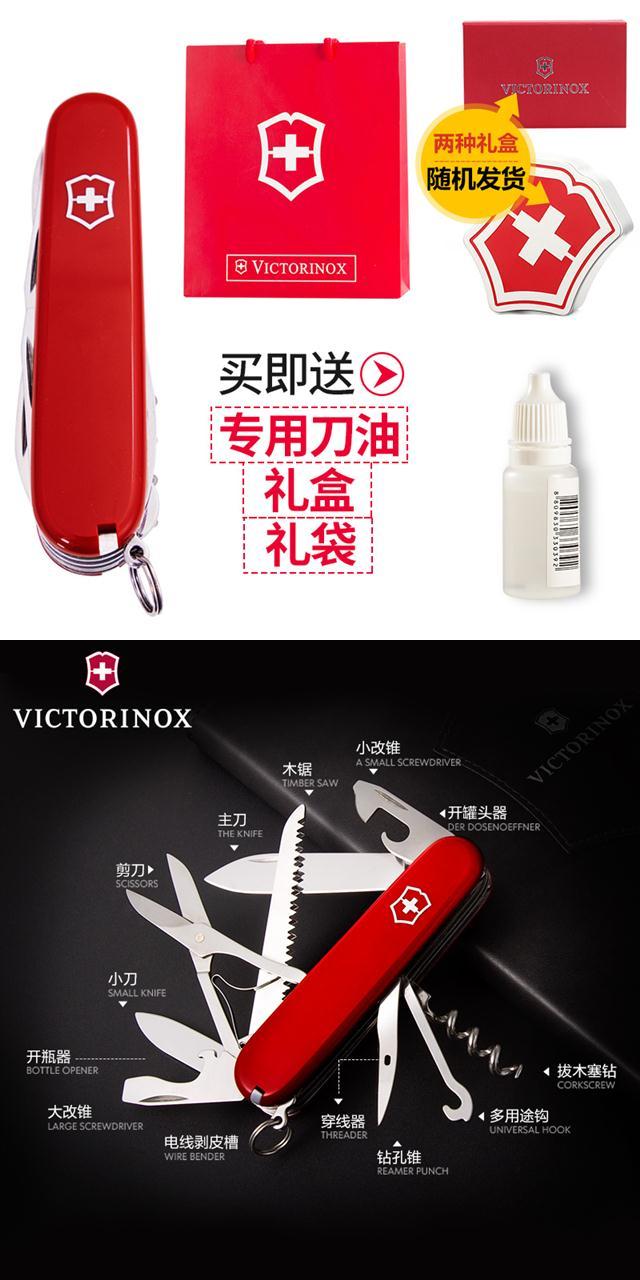 VICTORINOX
两种礼盒
随机发货
VICTORINOX
买即送
专用刀油
礼盒
礼袋
8809630330392
VICTORINOX
VICTORINOX
小改锥
A SMALL SCREWDRIVER
木锯
TIMBER SAW
开罐头器
DER DOSENOEFFNER
主刀
THE KNIFE
剪刀
SCISSORS
小刀
SMALL KNIFE
开瓶器
BOTTLE OPENER
拔木塞钻
CORKSCREW
大改锥
LARGE SCREWDRIVER
穿线器
THREADER
多用途钩
UNIVERSAL HOOK
电线剥皮槽
WIRE BENDER
钻孔锥
REAMER PUNCH